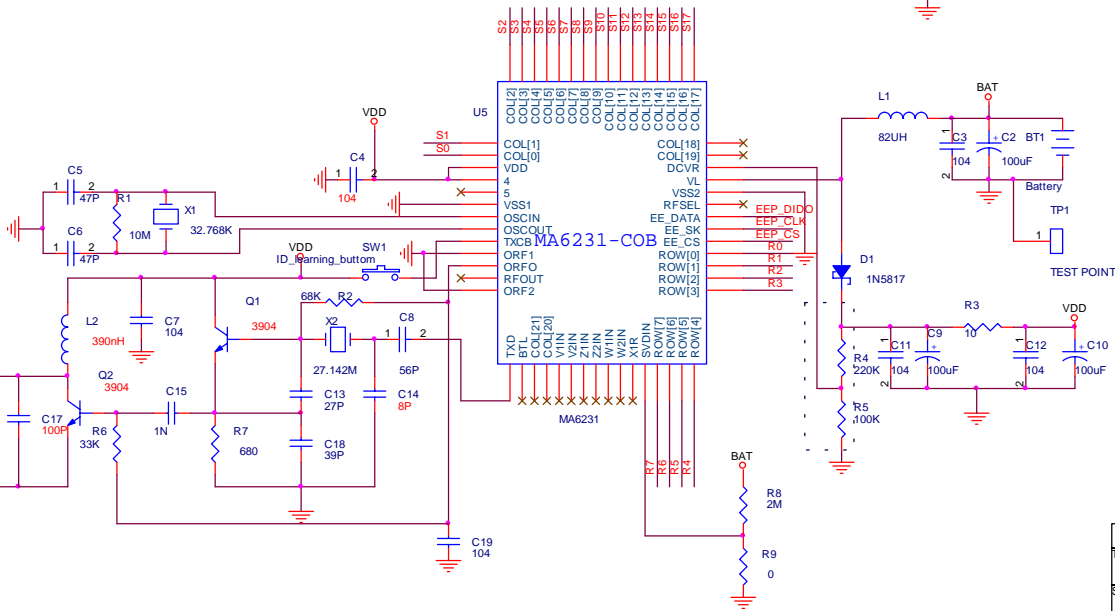 S2 S3 S4 S5 S6 S7 S8 S9 S10 S11 S12 S13 S14 S15 S16 S17
COL[2] COL[3] COL[4] COL[5] COL[6] COL[7] COL[8] COL[9] COL[10] COL[11] COL[12] COL[13] COL[14] COL[15] COL[16] COL[17]
U5
MA6231-COB
S1 COL[1]
S0 COL[0]
VDD
4
5
VSS1
OSCIN
OSCOUT
TXCB
ORF1
ORFO
RFOUT
ORF2
COL[18]
COL[19]
DCVR
VL
VSS2
RFSEL
EE_DATA EEP_DIDO
EE_SK EEP_CLK
EE_CS EEP_CS
ROW[0] R0
ROW[1] R1
ROW[2] R2
ROW[3] R3
TXD BTL COL[21] COL[20] V1IN V2IN Z1IN Z2IN W1IN W2IN X1R SVDIN ROW[7] ROW[6] ROW[5] ROW[4]
R7 R6 R5 R4
MA6231
VDD
C4
1 2
104
C5
1 2
47P
C6
1 2
47P
R1
10M
X1
32.768K
VDD
ID_learning_buttom
SW1
L2
390nH
C7
104
Q1
3904
68K R2
X2
27.142M
C8
2
56P
C13
27P
C14
8P
C18
39P
Q2
3904
C15
1N
C17
100P
R6
33K
R7
680
C19
104
L1
82UH
BAT
1
C3
104
2
+
C2
100uF
BT1
Battery
TP1
1
TEST POINT
D1
1N5817
R3
10
VDD
C11
104
2
C9
+
100uF
C12
104
2
+
C10
100uF
R4
220K
R5
100K
BAT
R8
2M
R9
0